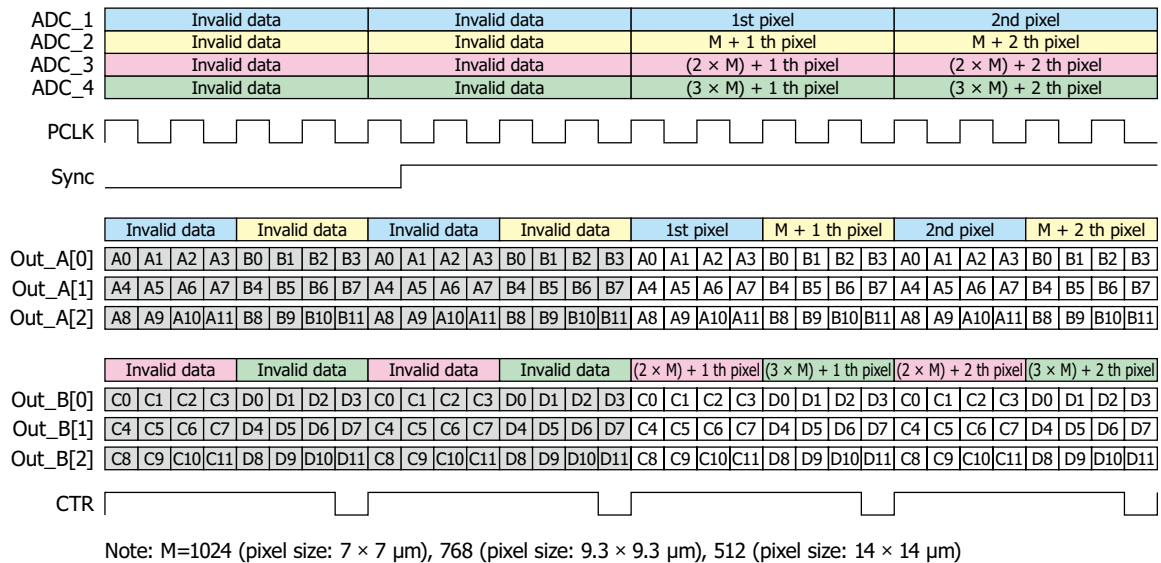 ADC_1 Invalid data Invalid data 1st pixel 2nd pixel
ADC_2 Invalid data Invalid data M + 1 th pixel M + 2 th pixel
ADC_3 Invalid data Invalid data (2 × M) + 1 th pixel (2 × M) + 2 th pixel
ADC_4 Invalid data Invalid data (3 × M) + 1 th pixel (3 × M) + 2 th pixel
PCLK
Sync
Invalid data Invalid data Invalid data Invalid data 1st pixel M + 1 th pixel 2nd pixel M + 2 th pixel
Out_A[0] A0 A1 A2 A3 B0 B1 B2 B3 A0 A1 A2 A3 B0 B1 B2 B3 A0 A1 A2 A3 B0 B1 B2 B3 A0 A1 A2 A3 B0 B1 B2 B3
Out_A[1] A4 A5 A6 A7 B4 B5 B6 B7 A4 A5 A6 A7 B4 B5 B6 B7 A4 A5 A6 A7 B4 B5 B6 B7 A4 A5 A6 A7 B4 B5 B6 B7
Out_A[2] A8 A9 A10 A11 B8 B9 B10 B11 A8 A9 A10 A11 B8 B9 B10 B11 A8 A9 A10 A11 B8 B9 B10 B11 A8 A9 A10 A11 B8 B9 B10 B11
Invalid data Invalid data Invalid data Invalid data (2 × M) + 1 th pixel (3 × M) + 1 th pixel (2 × M) + 2 th pixel (3 × M) + 2 th pixel
Out_B[0] C0 C1 C2 C3 D0 D1 D2 D3 C0 C1 C2 C3 D0 D1 D2 D3 C0 C1 C2 C3 D0 D1 D2 D3 C0 C1 C2 C3 D0 D1 D2 D3
Out_B[1] C4 C5 C6 C7 D4 D5 D6 D7 C4 C5 C6 C7 D4 D5 D6 D7 C4 C5 C6 C7 D4 D5 D6 D7 C4 C5 C6 C7 D4 D5 D6 D7
Out_B[2] C8 C9 C10 C11 D8 D9 D10 D11 C8 C9 C10 C11 D8 D9 D10 D11 C8 C9 C10 C11 D8 D9 D10 D11 C8 C9 C10 C11 D8 D9 D10 D11
CTR
Note: M=1024 (pixel size: 7 × 7 μm), 768 (pixel size: 9.3 × 9.3 μm), 512 (pixel size: 14 × 14 μm)